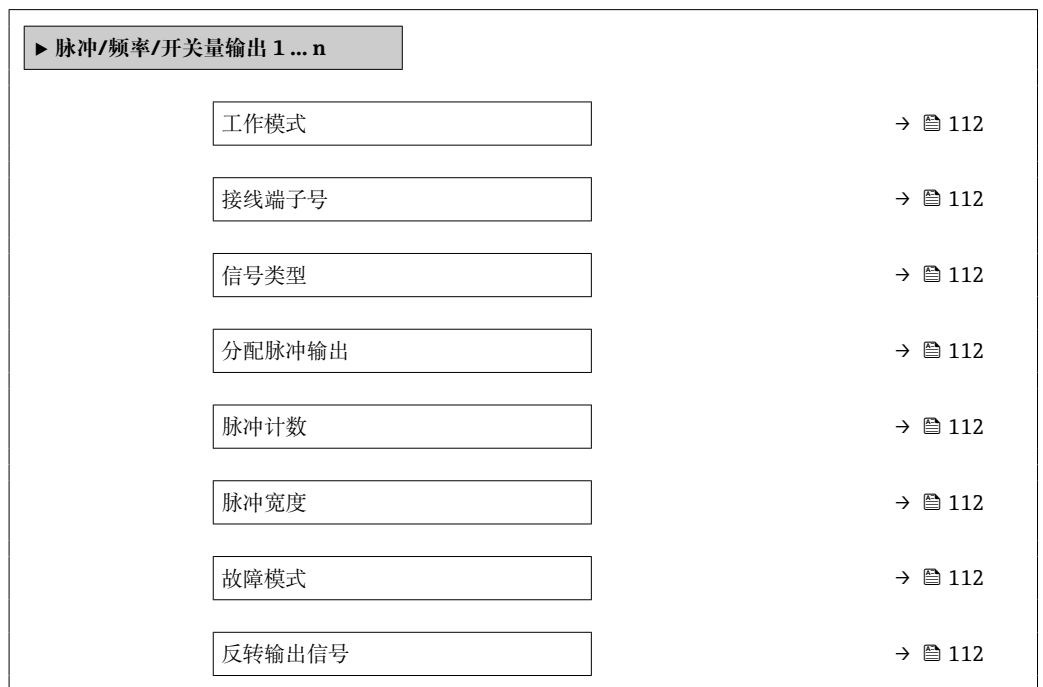 ▶ 脉冲/频率/开关量输出 1 … n
工作模式 → 🖹 112
接线端子号 → 🖹 112
信号类型 → 🖹 112
分配脉冲输出 → 🖹 112
脉冲计数 → 🖹 112
脉冲宽度 → 🖹 112
故障模式 → 🖹 112
反转输出信号 → 🖹 112